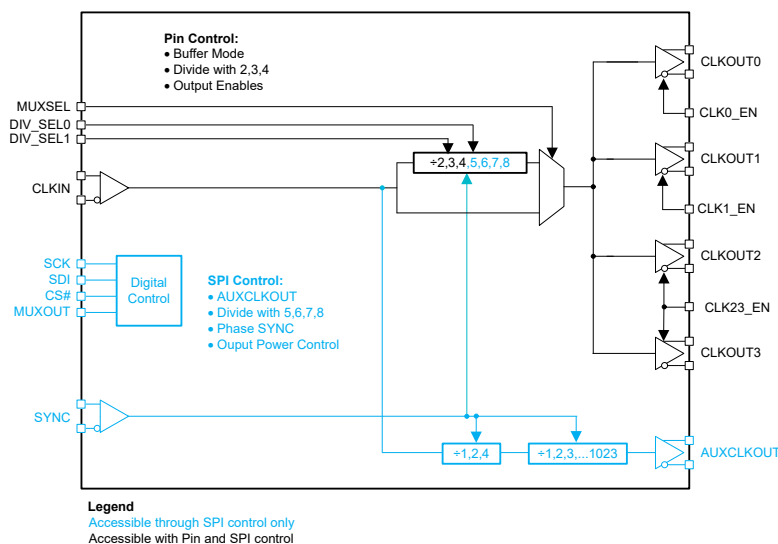 Pin Control:
• Buffer Mode
• Divide with 2,3,4
• Output Enables
MUXSEL
DIV_SEL0
DIV_SEL1
CLKIN
÷2,3,4,5,6,7,8
CLKOUT0
CLK0_EN
CLKOUT1
CLK1_EN
CLKOUT2
CLK23_EN
CLKOUT3
SCK
SDI
CS#
MUXOUT
Digital
Control
SPI Control:
• AUXCLKOUT
• Divide with 5,6,7,8
• Phase SYNC
• Ouput Power Control
SYNC
÷1,2,4
÷1,2,3,...1023
AUXCLKOUT
Legend
Accessible through SPI control only
Accessible with Pin and SPI control